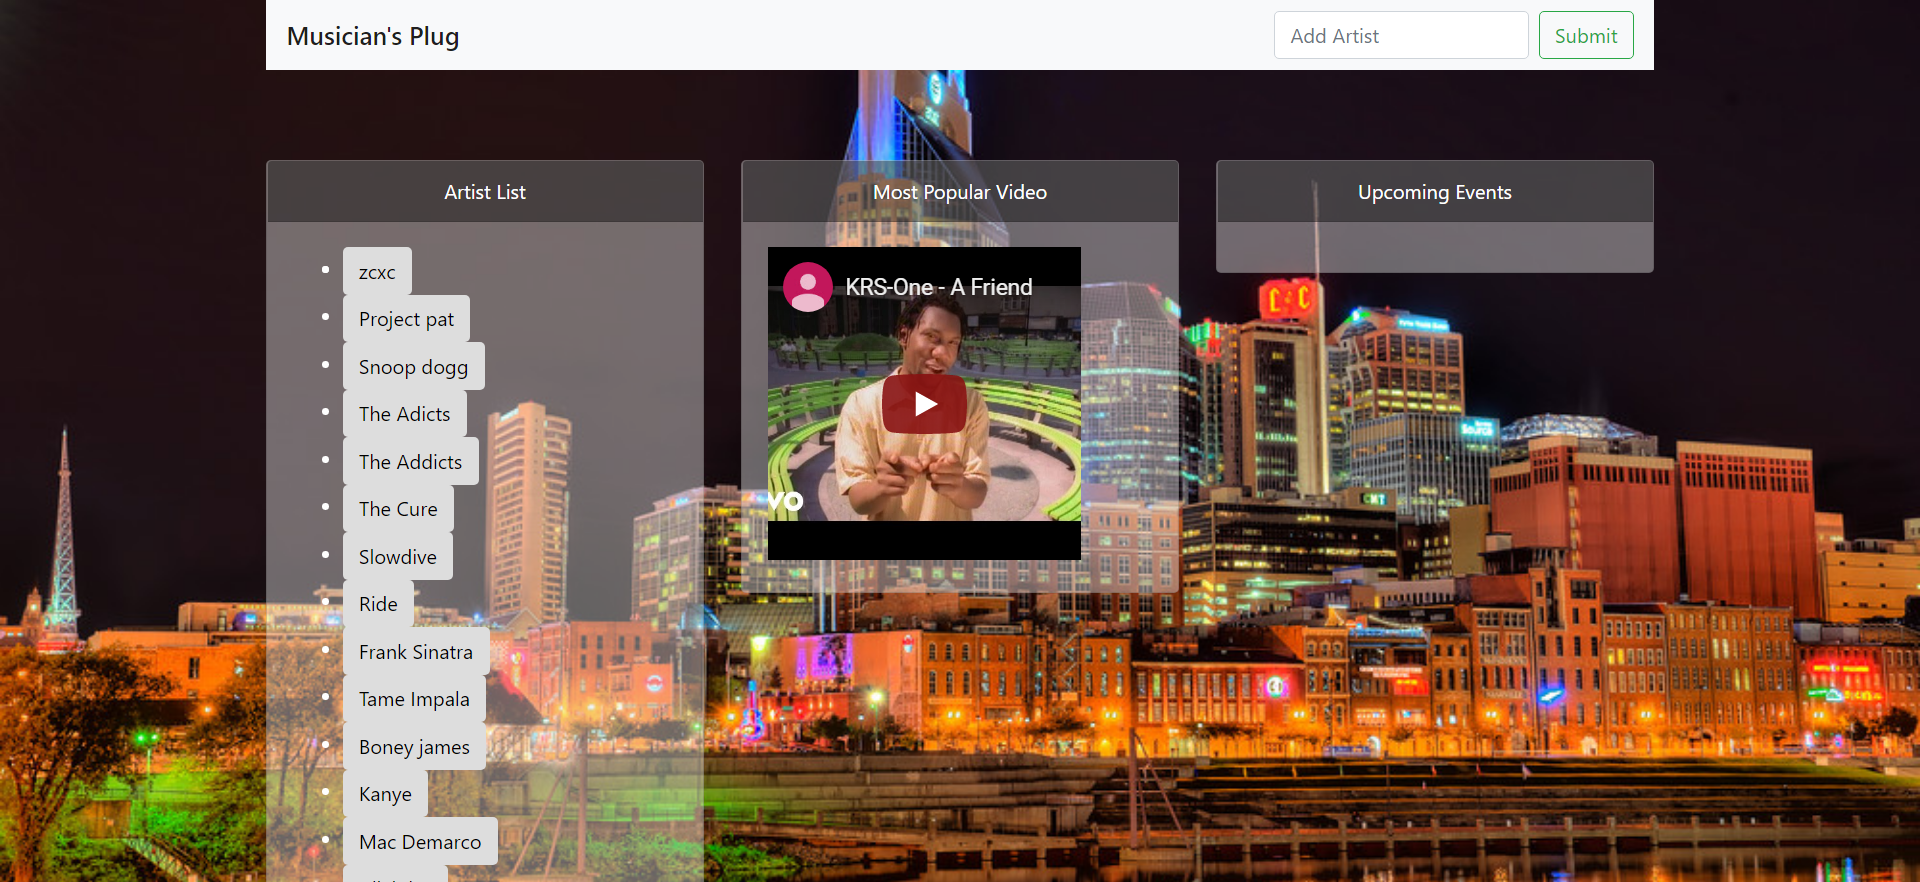 Musician's Plug
Add Artist
Submit
Artist List
zcxc
Project pat
Snoop dogg
The Adicts
The Addicts
The Cure
Slowdive
Ride
Frank Sinatra
Tame Impala
Boney james
Kanye
Mac Demarco
Most Popular Video
KRS-One - A Friend
vo
Upcoming Events
C C
Source
CMT